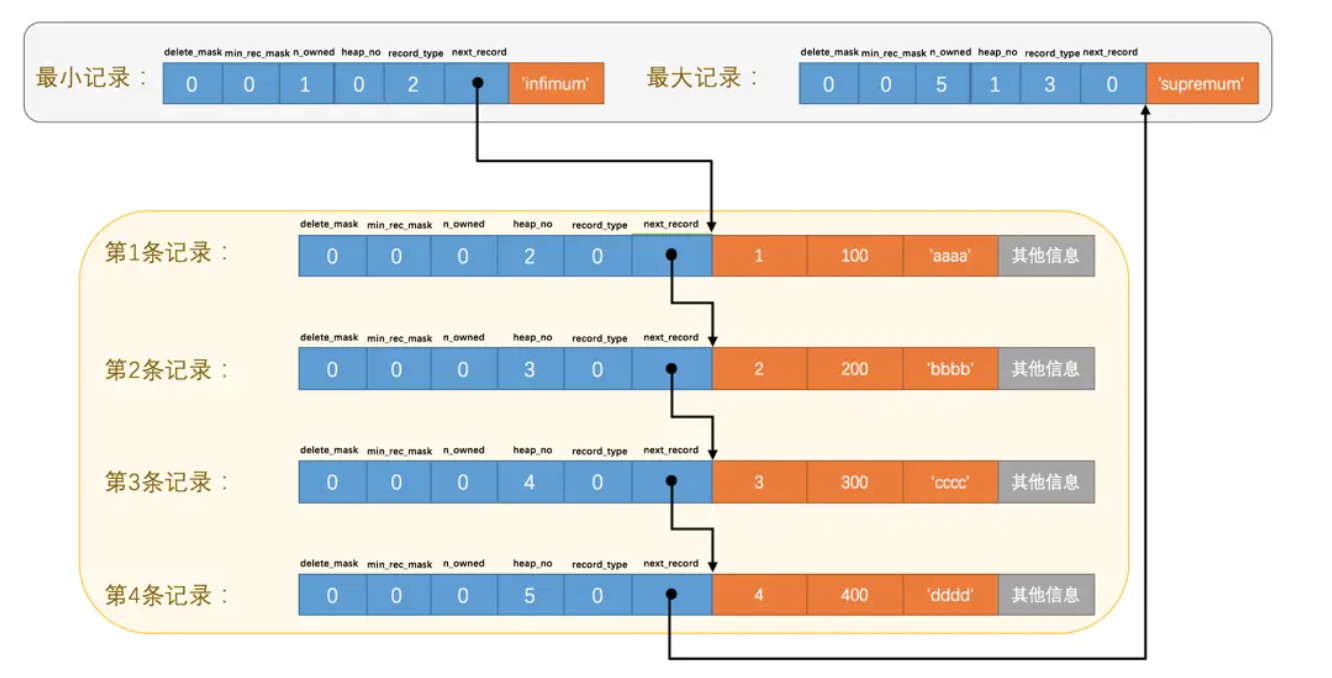 delete_mask min_rec_mask n_owned heap_no record_type next_record delete_mask min_rec_mask n_owned heap_no record_type next_record
最小记录： 0 0 1 0 2 'infimum' 最大记录： 0 0 5 1 3 0 'supremum'
delete_mask min_rec_mask n_owned heap_no record_type next_record
第1条记录： 0 0 0 2 0 1 100 'aaaa' 其他信息
delete_mask min_rec_mask n_owned heap_no record_type next_record
第2条记录： 0 0 0 3 0 2 200 'bbbb' 其他信息
delete_mask min_rec_mask n_owned heap_no record_type next_record
第3条记录： 0 0 0 4 0 3 300 'cccc' 其他信息
delete_mask min_rec_mask n_owned heap_no record_type next_record
第4条记录： 0 0 0 5 0 4 400 'dddd' 其他信息